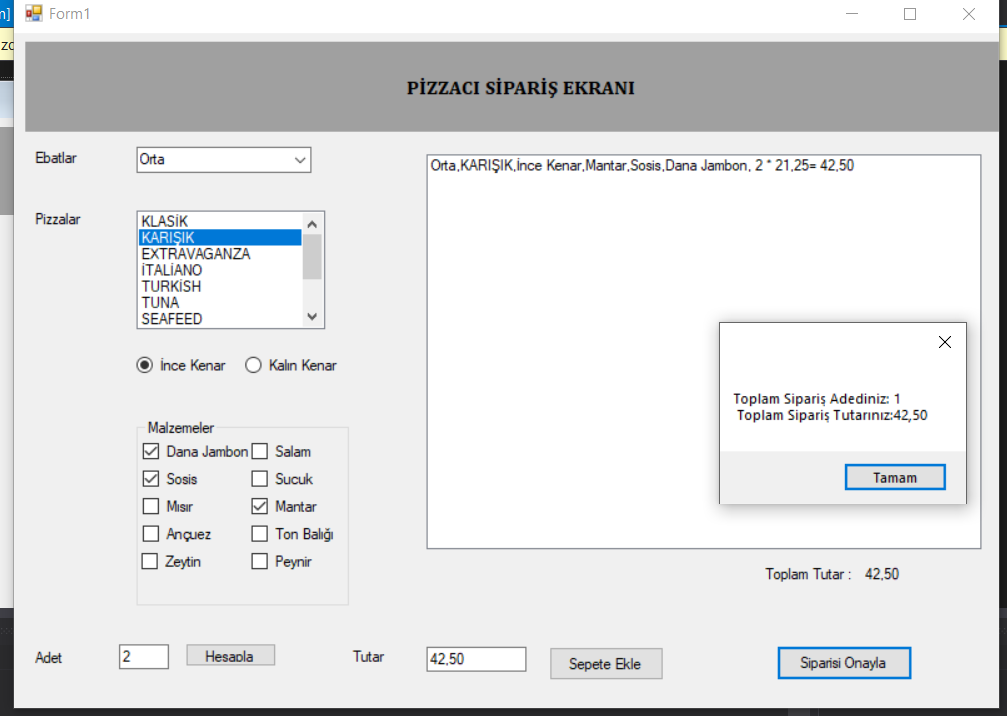 Form1
PİZZACI SİPARİŞ EKRANI
Ebatlar
Orta
Pizzalar
KLASİK
KARIŞIK
EXTRAVAGANZA
İTALİANO
TURKİSH
TUNA
SEAFEED
İnce Kenar
Kalın Kenar
Malzemeler
Dana Jambon
Salam
Sosis
Sucuk
Mısır
Mantar
Ançuez
Ton Balığı
Zeytin
Peynir
Orta,KARIŞIK,İnce Kenar,Mantar,Sosis,Dana Jambon, 2 * 21,25= 42,50
Toplam Sipariş Adediniz: 1
Toplam Sipariş Tutarınız:42,50
Tamam
Toplam Tutar : 42,50
Adet
2
Hesapla
Tutar
42,50
Sepete Ekle
Siparisi Onayla